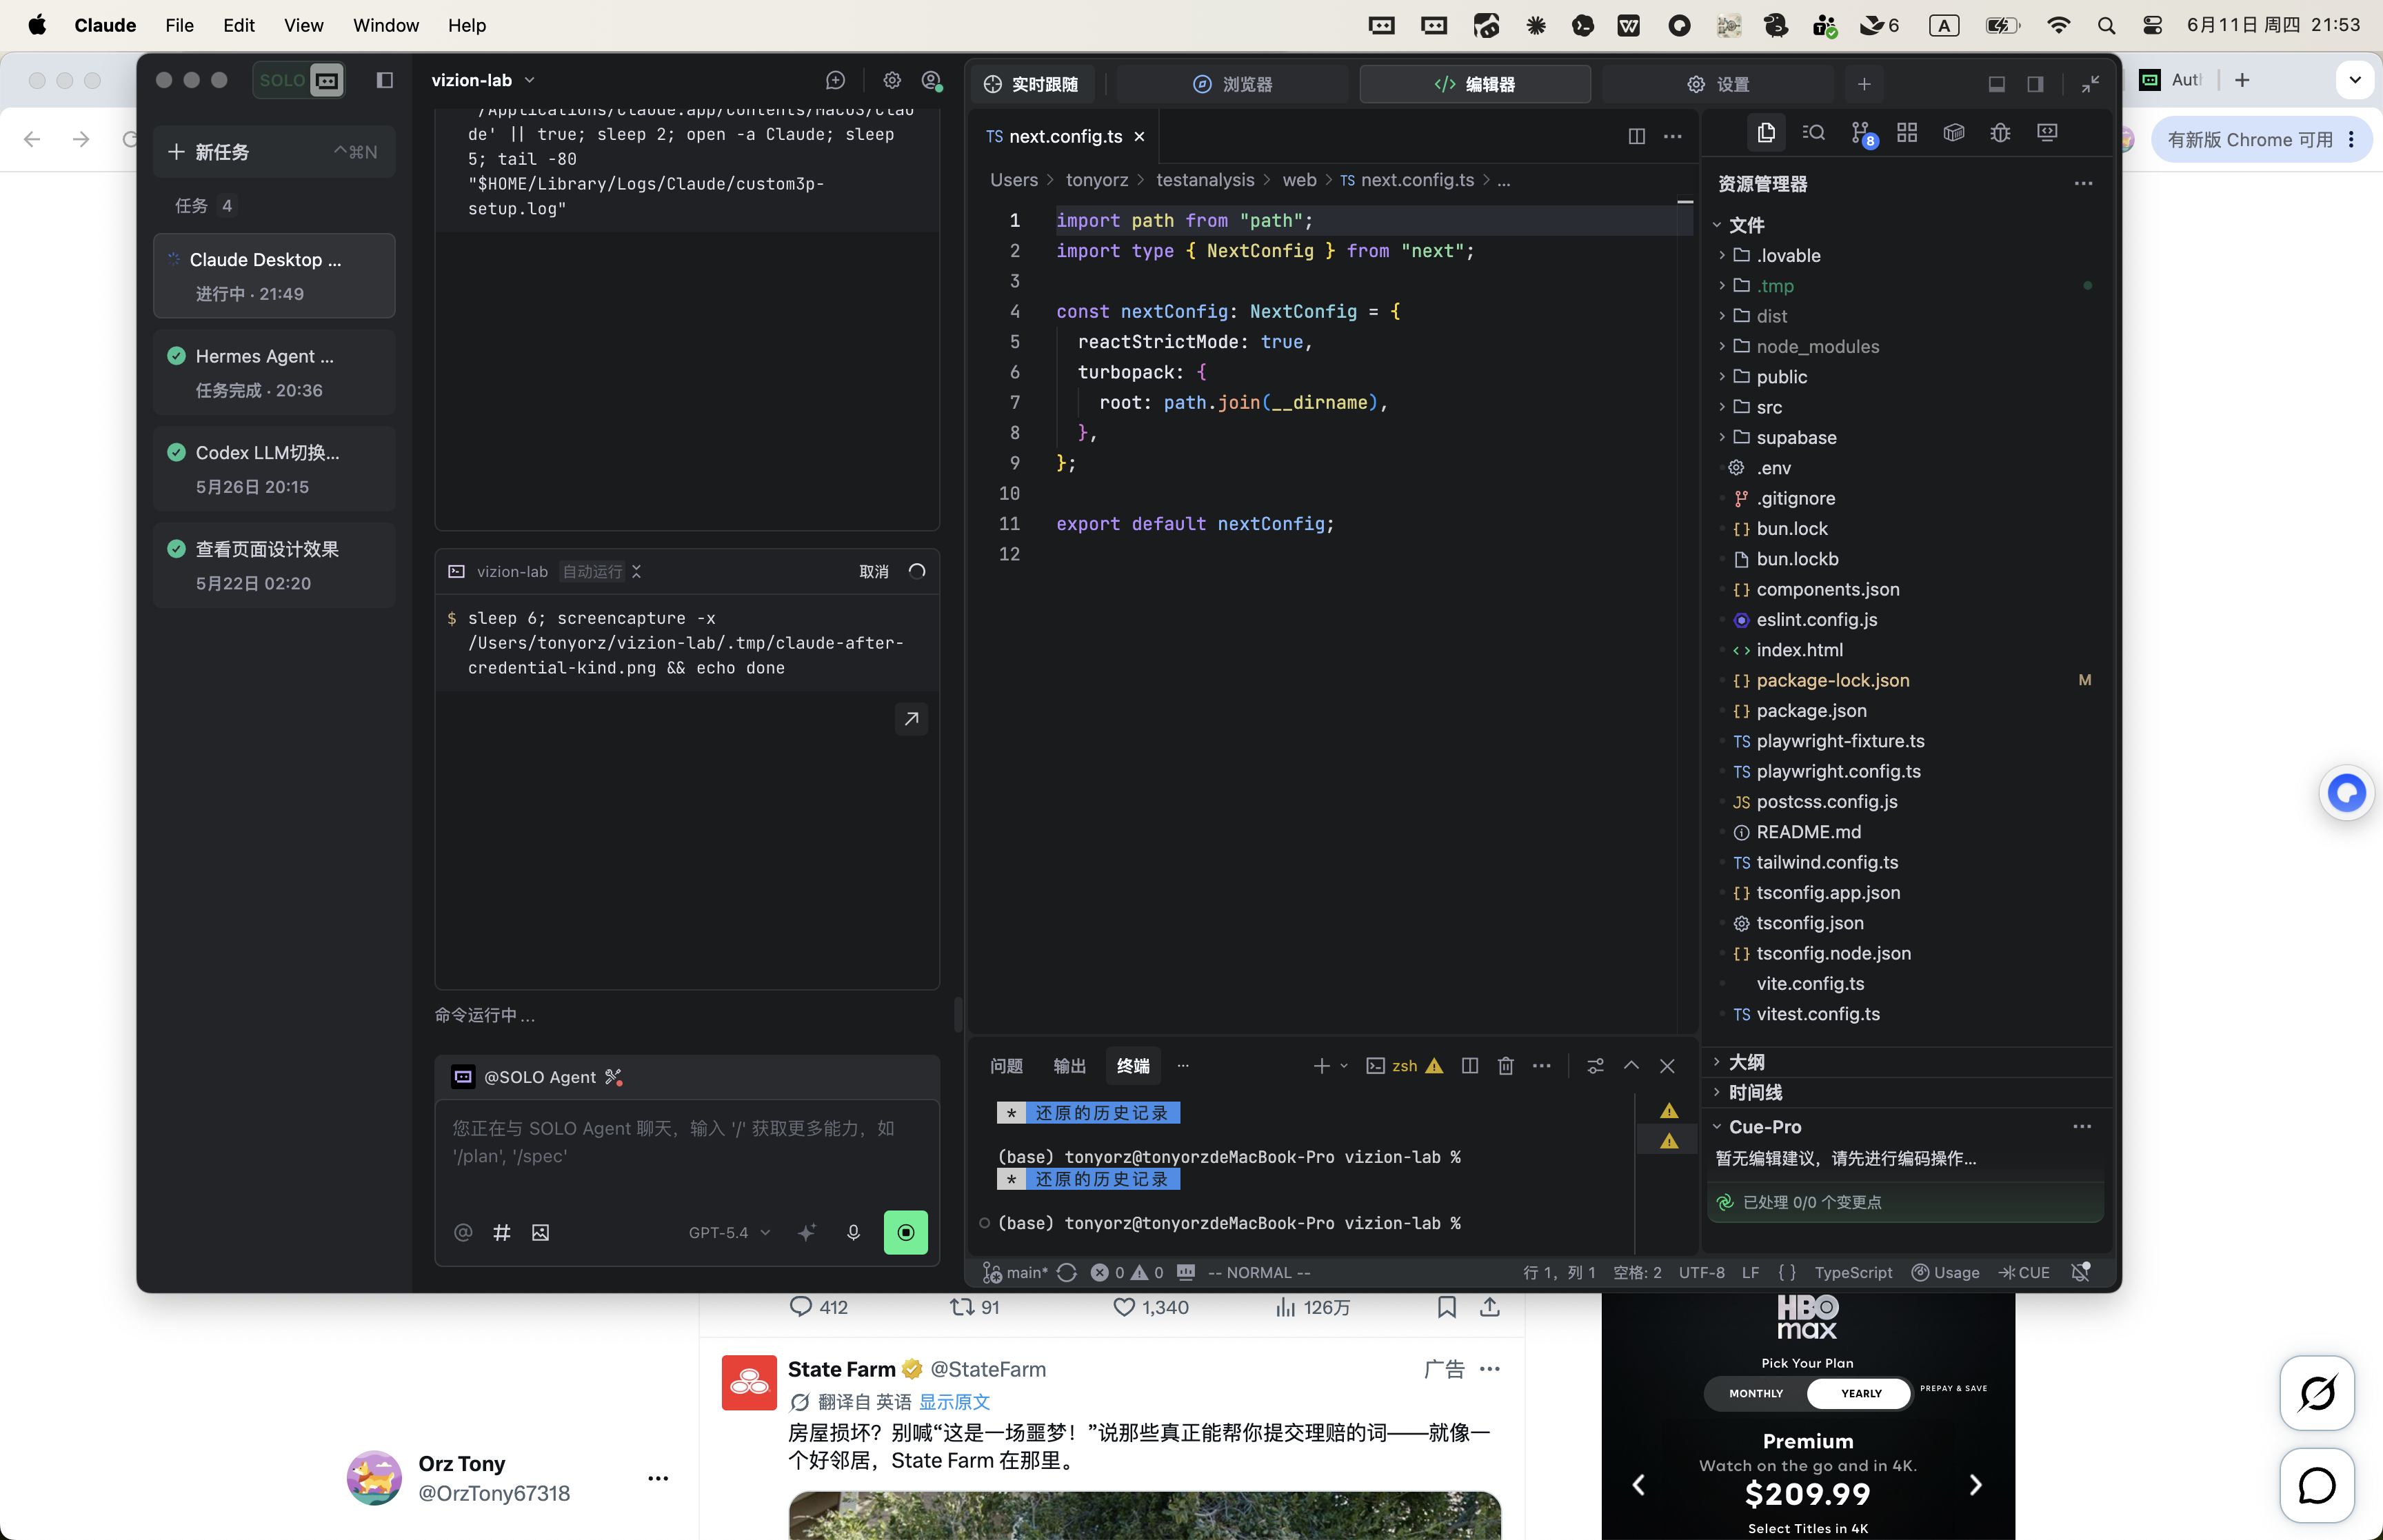 Claude File Edit View Window Help
6 A 6月11日 周四 21:53
SOLO
vizion-lab
实时跟随
浏览器
编辑器
设置
有新版 Chrome 可用
新任务 ^⌘N
任务 4
Claude Desktop ...
进行中 · 21:49
Hermes Agent ...
任务完成 · 20:36
Codex LLM切换...
5月26日 20:15
查看页面设计效果
5月22日 02:20
'/Applications/Claude.app/Contents/MacOS/Clau
de' || true; sleep 2; open -a Claude; sleep
5; tail -80
"$HOME/Library/Logs/Claude/custom3p-
setup.log"
vizion-lab 自动运行 取消
$ sleep 6; screencapture -x
/Users/tonyorz/vizion-lab/.tmp/claude-after-
credential-kind.png && echo done
命令运行中 ...
@SOLO Agent
您正在与 SOLO Agent 聊天，输入 '/' 获取更多能力，如
'/plan', '/spec'
GPT-5.4
TS next.config.ts ×
Users > tonyorz > testanalysis > web > TS next.config.ts > ...
1 import path from "path";
2 import type { NextConfig } from "next";
3
4 const nextConfig: NextConfig = {
5 reactStrictMode: true,
6 turbopack: {
7 root: path.join(__dirname),
8 },
9 };
10
11 export default nextConfig;
12
问题 输出 终端 ... zsh
* 还原的历史记录
(base) tonyorz@tonyorzdeMacBook-Pro vizion-lab %
* 还原的历史记录
(base) tonyorz@tonyorzdeMacBook-Pro vizion-lab %
main* 0 0 -- NORMAL -- 行 1，列 1 空格: 2 UTF-8 LF { } TypeScript Usage CUE
8
资源管理器
文件
.lovable
.tmp
dist
node_modules
public
src
supabase
.env
.gitignore
{} bun.lock
bun.lockb
{} components.json
eslint.config.js
<> index.html
{} package-lock.json M
{} package.json
TS playwright-fixture.ts
TS playwright.config.ts
JS postcss.config.js
README.md
TS tailwind.config.ts
{} tsconfig.app.json
tsconfig.json
{} tsconfig.node.json
vite.config.ts
TS vitest.config.ts
大纲
时间线
Cue-Pro
暂无编辑建议，请先进行编码操作...
已处理 0/0 个变更点
412 91 1,340 126万
State Farm @StateFarm 广告
翻译自 英语 显示原文
房屋损坏？别喊“这是一场噩梦！”说那些真正能帮你提交理赔的词——就像一
个好邻居，State Farm 在那里。
Orz Tony
@OrzTony67318
HBO
max
Pick Your Plan
MONTHLY YEARLY PREPAY & SAVE
Premium
Watch on the go and in 4K.
$209.99
Select Titles in 4K